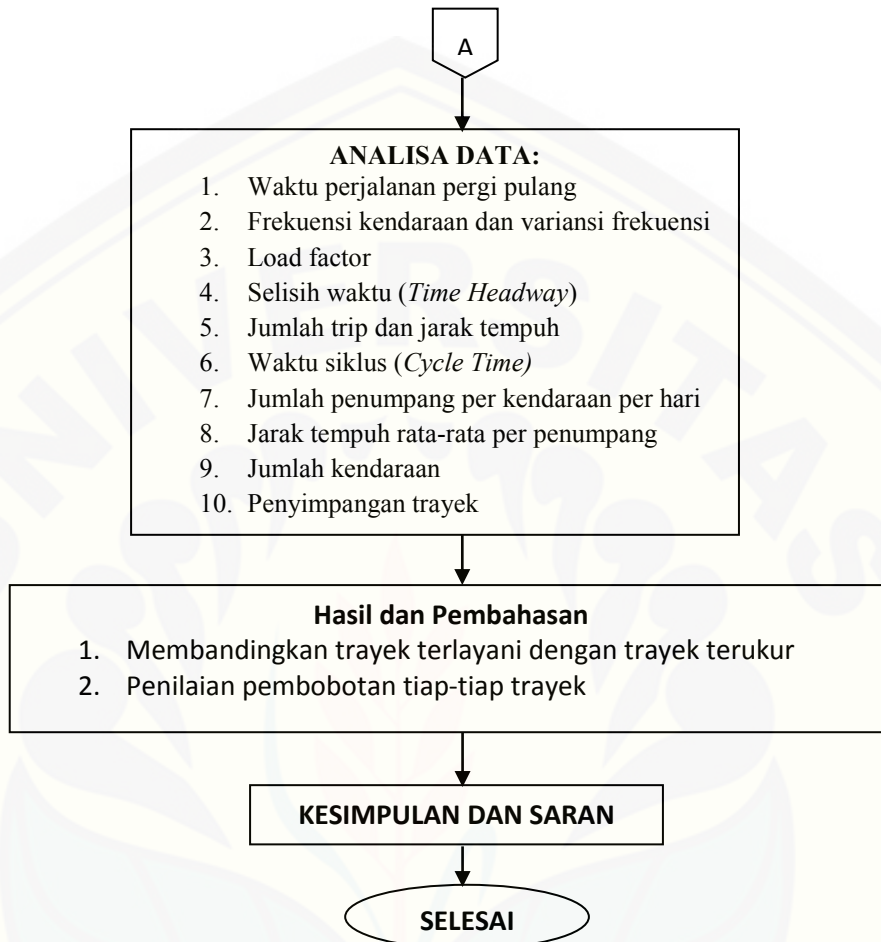 A
ANALISA DATA:
1. Waktu perjalanan pergi pulang
2. Frekuensi kendaraan dan variansi frekuensi
3. Load factor
4. Selisih waktu (Time Headway)
5. Jumlah trip dan jarak tempuh
6. Waktu siklus (Cycle Time)
7. Jumlah penumpang per kendaraan per hari
8. Jarak tempuh rata-rata per penumpang
9. Jumlah kendaraan
10. Penyimpangan trayek
Hasil dan Pembahasan
1. Membandingkan trayek terlayani dengan trayek terukur
2. Penilaian pembobotan tiap-tiap trayek
KESIMPULAN DAN SARAN
SELESAI
UNIVERSITAS